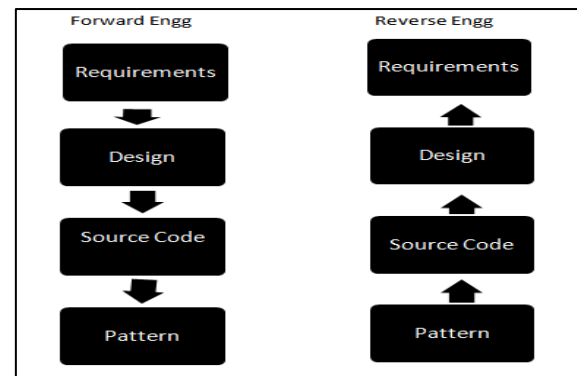 Forward Engg
Requirements
Design
Source Code
Pattern
Reverse Engg
Requirements
Design
Source Code
Pattern